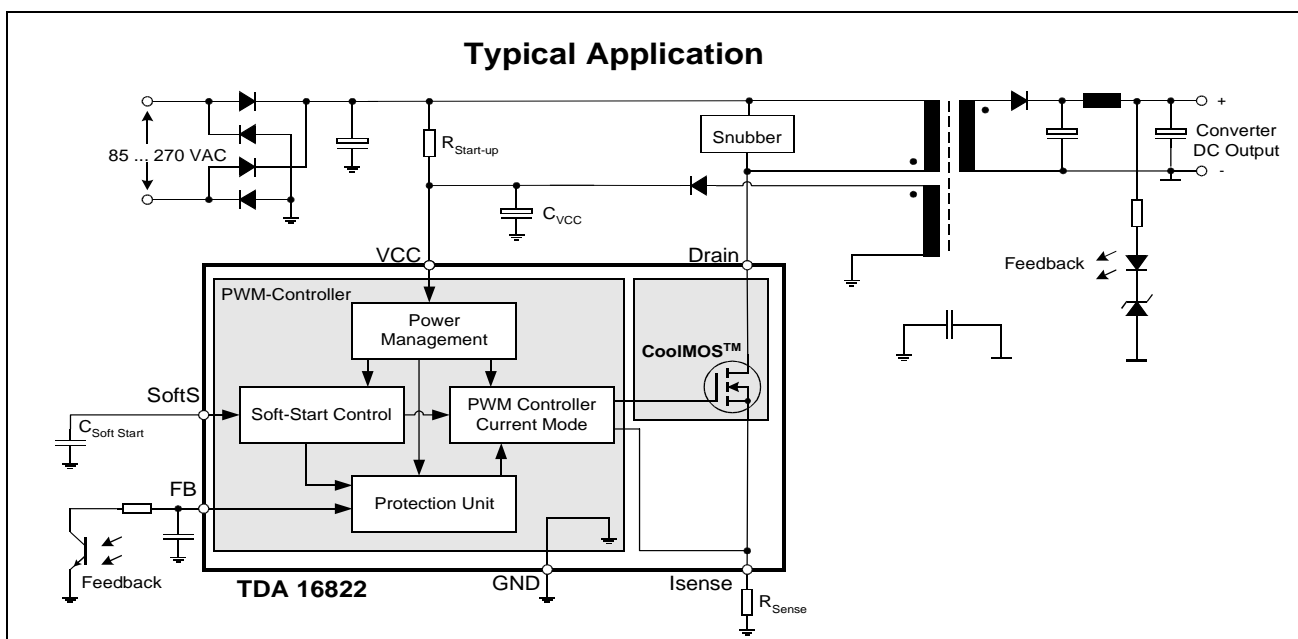 Typical Application
85 ... 270 VAC
RStart-up
Snubber
+
Converter
DC Output
-
CVCC
VCC
Drain
Feedback
PWM-Controller
Power
Management
CoolMOS™
SoftS
CSoft Start
Soft-Start Control
PWM Controller
Current Mode
FB
Protection Unit
Feedback
TDA 16822
GND
Isense
RSense